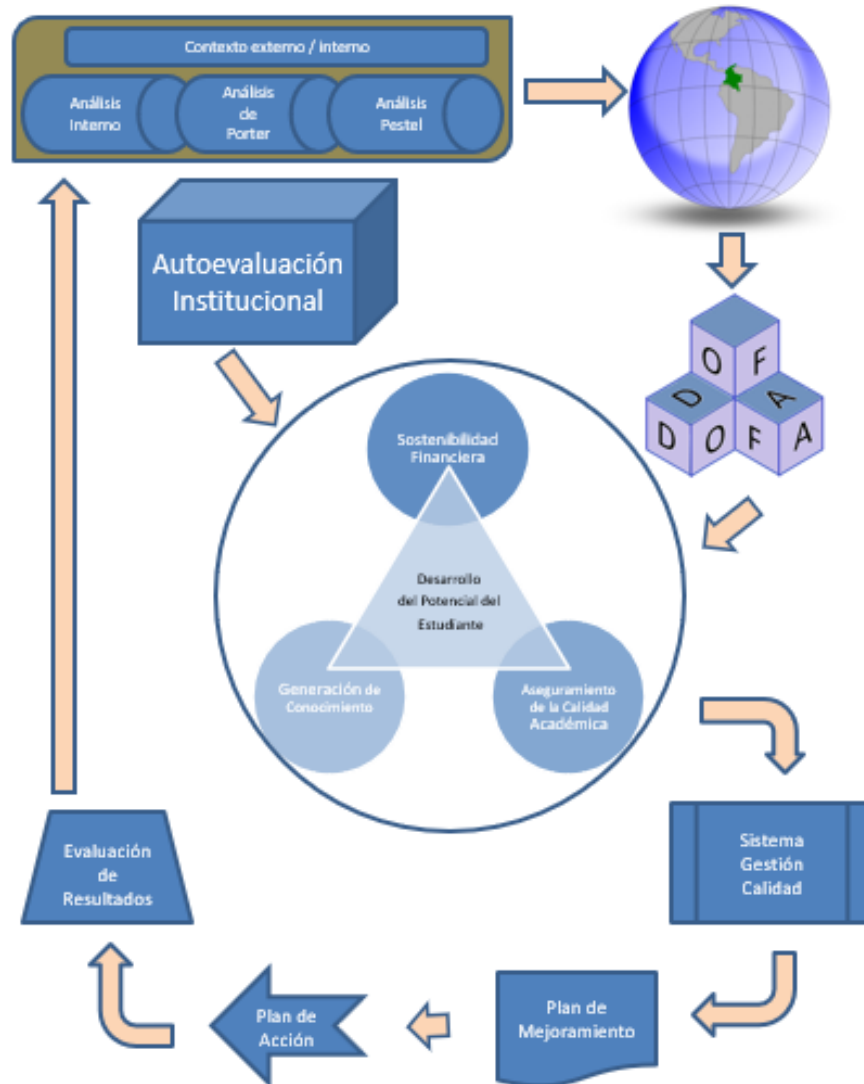 Contexto externo / interno
Análisis
Interno
Análisis
de
Porter
Análisis
Pestel
Autoevaluación
Institucional
O F
D A
D O F A
Sostenibilidad
Financiera
Desarrollo
del Potencial del
Estudiante
Generación de
Conocimiento
Aseguramiento
de la Calidad
Académica
Sistema
Gestión
Calidad
Evaluación
de
Resultados
Plan de
Acción
Plan de
Mejoramiento